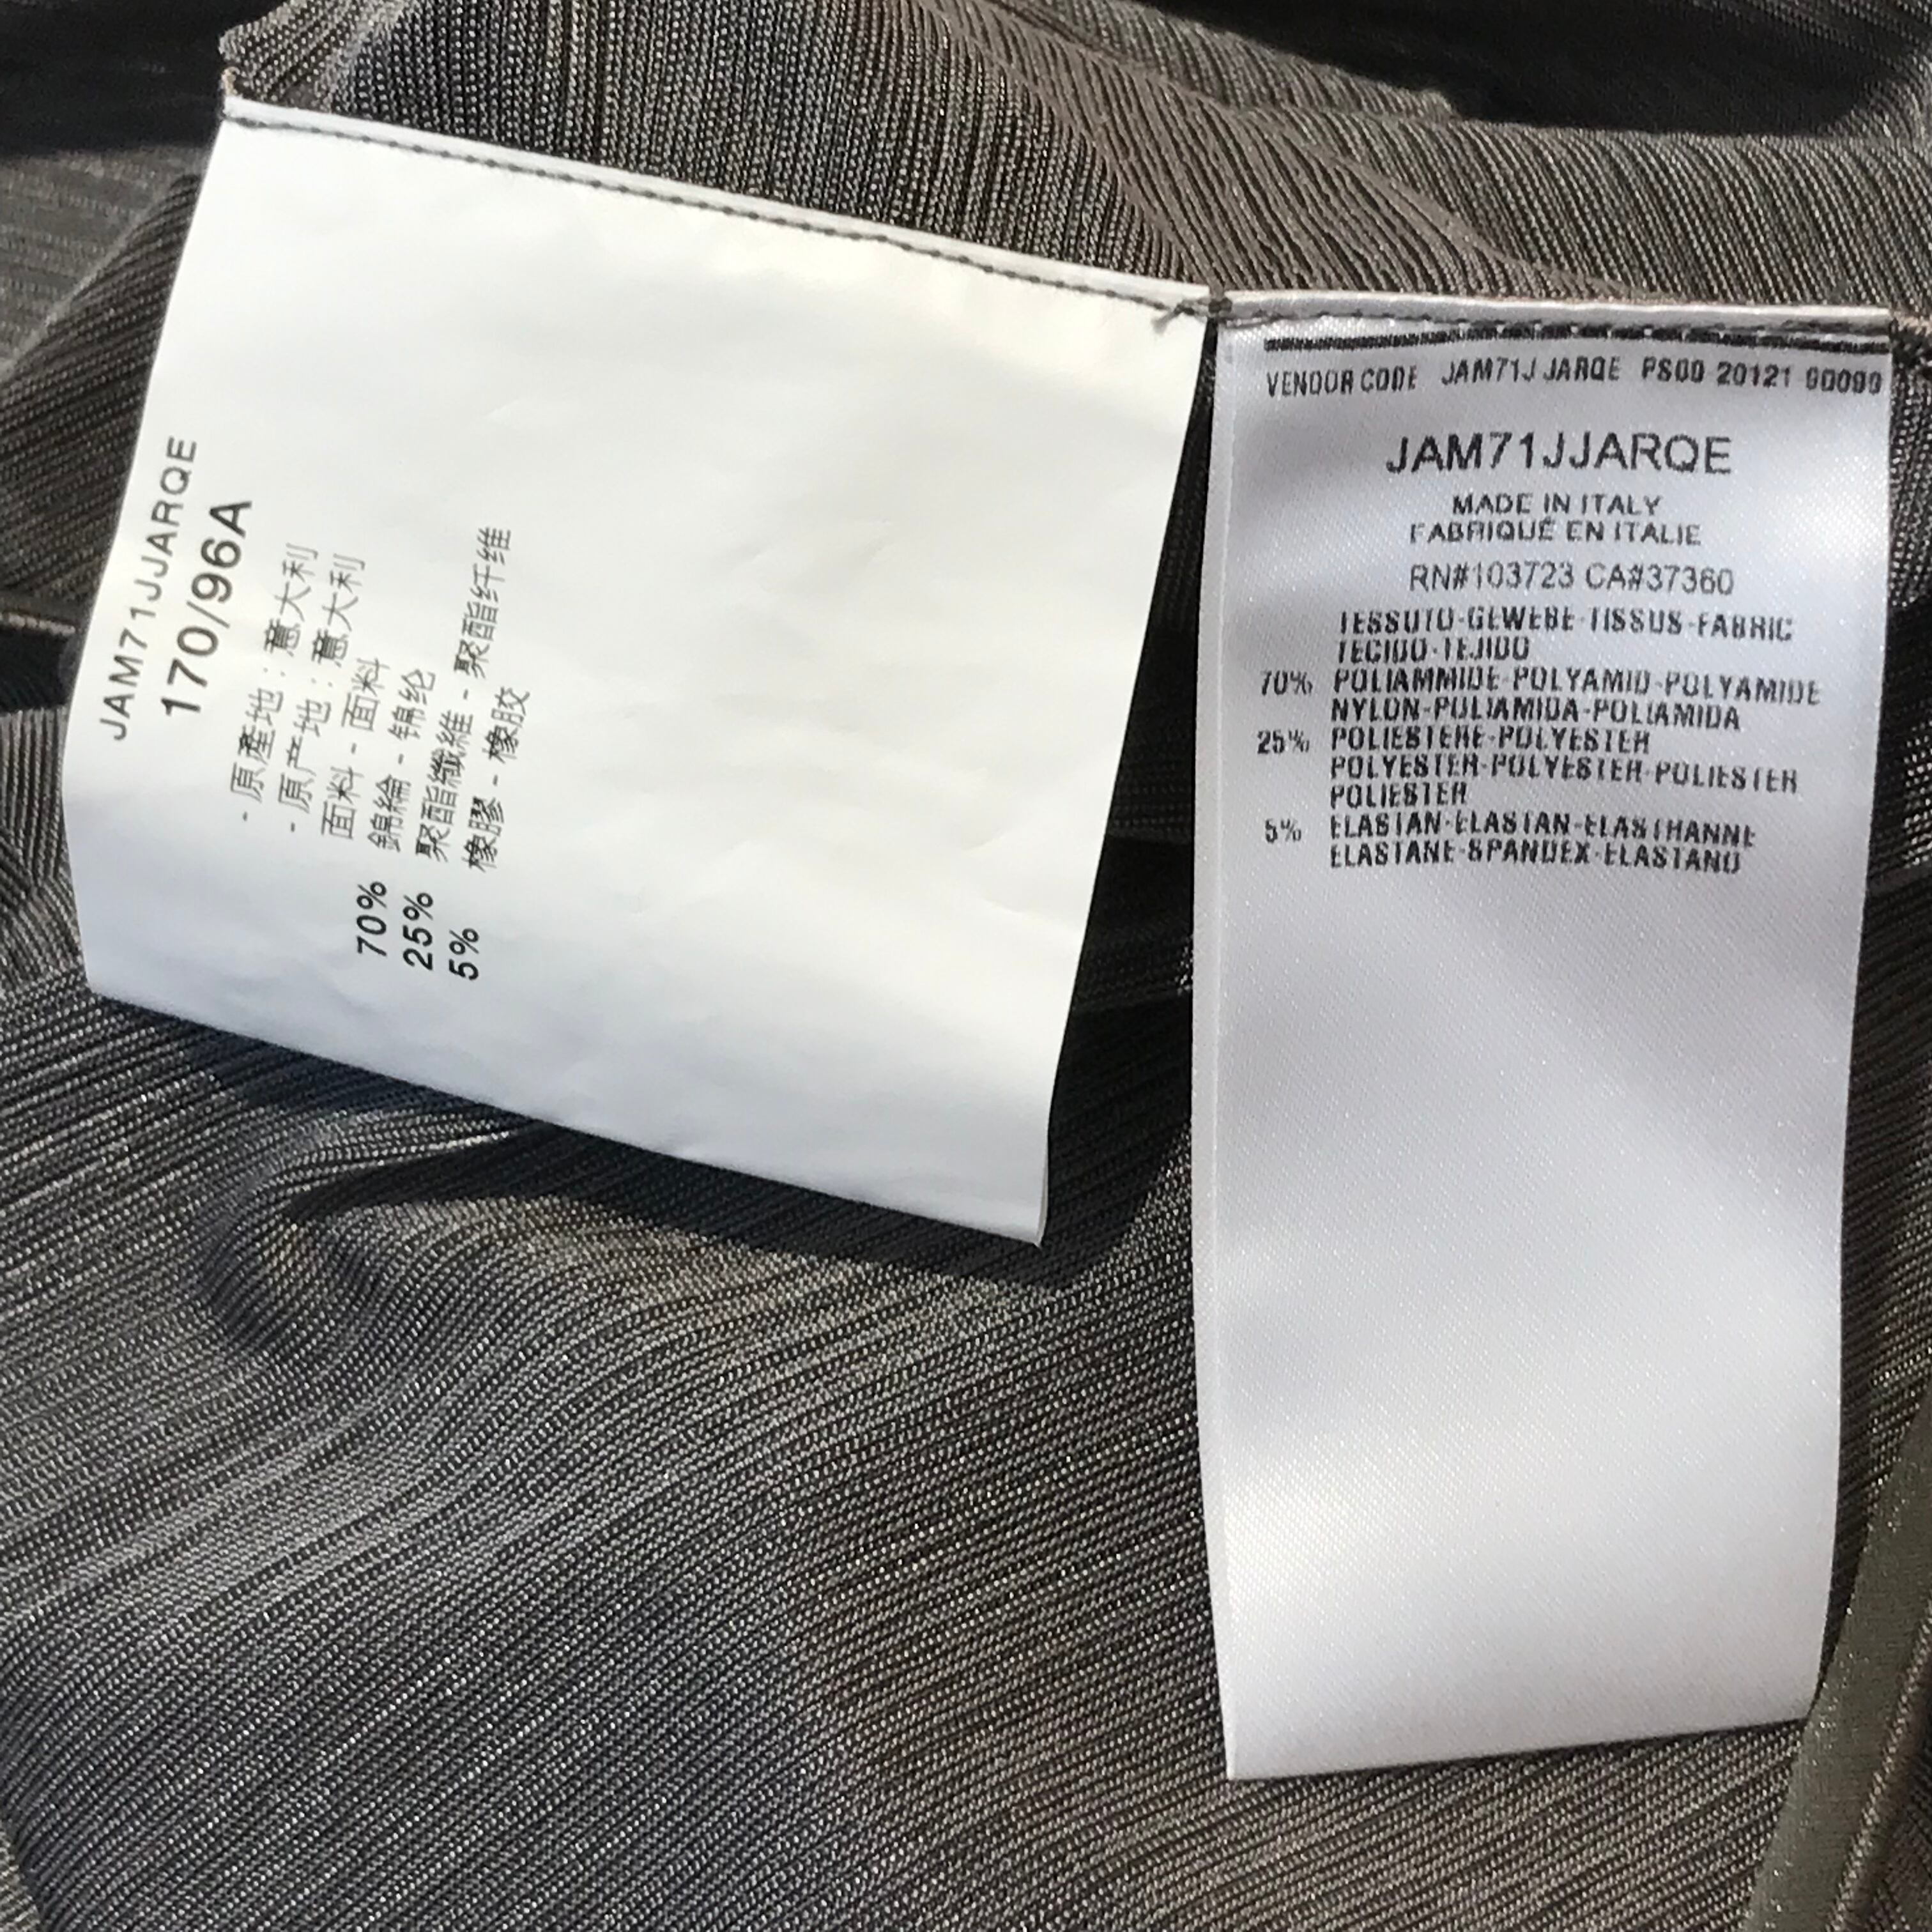 JAM71JJARQE
170/96A
- 原產地 : 意大利
- 原产地 : 意大利
面料 - 面料
70% 錦綸 - 锦纶
25% 聚酯纖維 - 聚酯纤维
5% 橡膠 - 橡胶
VENDOR CODE JAM71J JARQE PS00 20121 90099
JAM71JJARQE
MADE IN ITALY
FABRIQUÉ EN ITALIE
RN#103723 CA#37360
TESSUTO-GEWEBE-TISSUS-FABRIC
TECIDO-TEJIDO
70% POLIAMMIDE-POLYAMID-POLYAMIDE
NYLON-POLIAMIDA-POLIAMIDA
25% POLIESTERE-POLYESTER
POLYESTER-POLYESTER-POLIESTER
POLIESTER
5% ELASTAN-ELASTAN-ELASTHANNE
ELASTANE-SPANDEX-ELASTANO